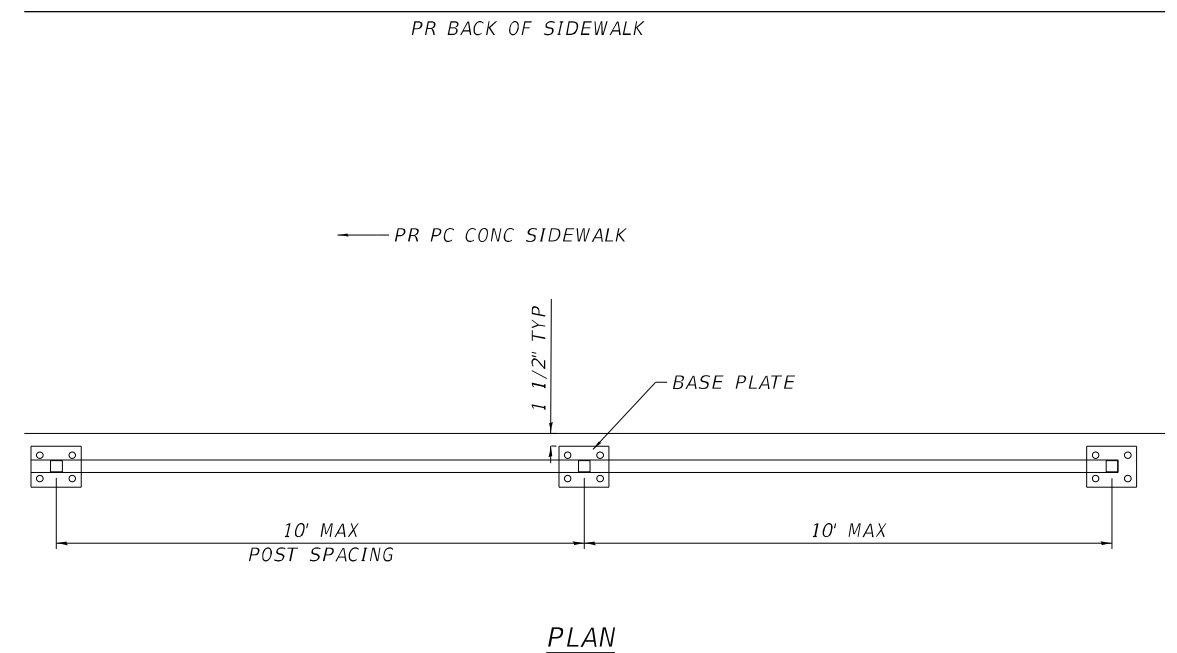 PR BACK OF SIDEWALK
PR PC CONC SIDEWALK
1 1/2" TYP
BASE PLATE
10' MAX
POST SPACING
10' MAX
PLAN